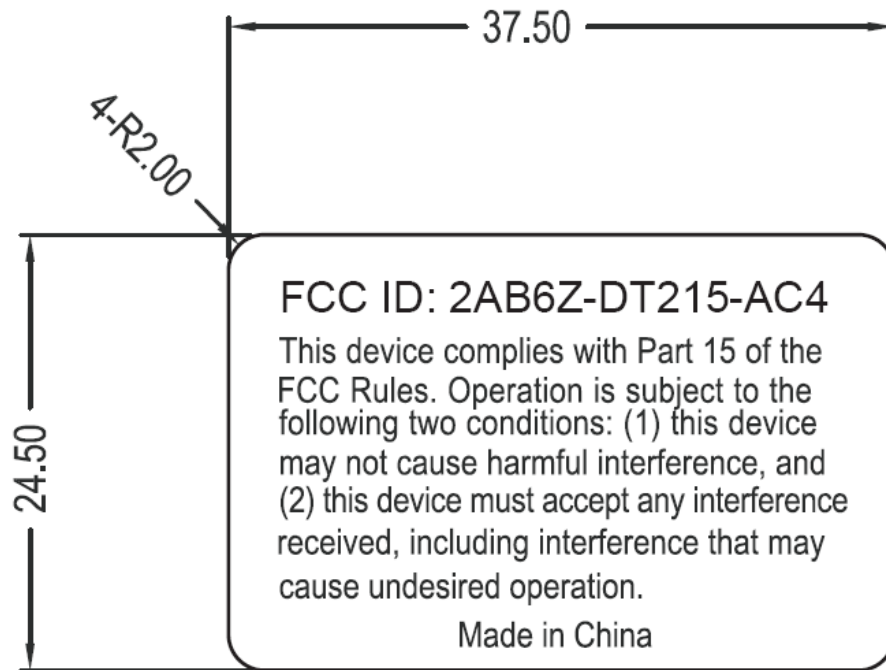 37.50
4-R2.00
24.50
FCC ID: 2AB6Z-DT215-AC4
This device complies with Part 15 of the
FCC Rules. Operation is subject to the
following two conditions: (1) this device
may not cause harmful interference, and
(2) this device must accept any interference
received, including interference that may
cause undesired operation.
Made in China